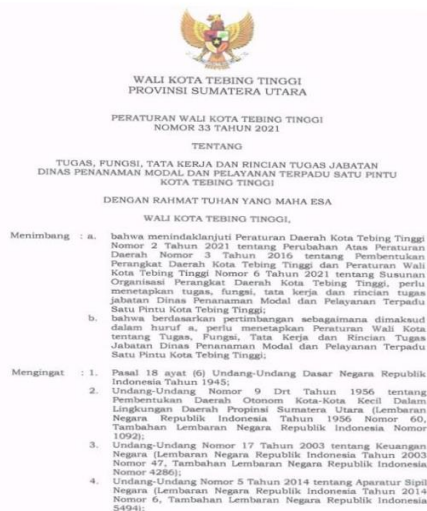 WALI KOTA TEBING TINGGI
PROVINSI SUMATERA UTARA
PERATURAN WALI KOTA TEBING TINGGI
NOMOR 33 TAHUN 2021
TENTANG
TUGAS, FUNGSI, TATA KERJA DAN RINCIAN TUGAS JABATAN
DINAS PENANAMAN MODAL DAN PELAYANAN TERPADU SATU PINTU
KOTA TEBING TINGGI
DENGAN RAHMAT TUHAN YANG MAHA ESA
WALI KOTA TEBING TINGGI,
Menimbang : a. bahwa menindaklanjuti Peraturan Daerah Kota Tebing Tinggi
Nomor 2 Tahun 2021 tentang Perubahan Atas Peraturan
Daerah Nomor 3 Tahun 2016 tentang Pembentukan
Perangkat Daerah Kota Tebing Tinggi dan Peraturan Wali
Kota Tebing Tinggi Nomor 6 Tahun 2021 tentang Susunan
Organisasi Perangkat Daerah Kota Tebing Tinggi, perlu
menetapkan tugas, fungsi, tata kerja dan rincian tugas
jabatan Dinas Penanaman Modal dan Pelayanan Terpadu
Satu Pintu Kota Tebing Tinggi;
b. bahwa berdasarkan pertimbangan sebagaimana dimaksud
dalam huruf a, perlu menetapkan Peraturan Wali Kota
tentang Tugas, Fungsi, Tata Kerja dan Rincian Tugas
Jabatan Dinas Penanaman Modal dan Pelayanan Terpadu
Satu Pintu Kota Tebing Tinggi;
Mengingat : 1. Pasal 18 ayat (6) Undang-Undang Dasar Negara Republik
Indonesia Tahun 1945;
2. Undang-Undang Nomor 9 Drt Tahun 1956 tentang
Pembentukan Daerah Otonom Kota-Kota Kecil Dalam
Lingkungan Daerah Propinsi Sumatera Utara (Lembaran
Negara Republik Indonesia Tahun 1956 Nomor 60,
Tambahan Lembaran Negara Republik Indonesia Nomor
1092);
3. Undang-Undang Nomor 17 Tahun 2003 tentang Keuangan
Negara (Lembaran Negara Republik Indonesia Tahun 2003
Nomor 47, Tambahan Lembaran Negara Republik Indonesia
Nomor 4286);
4. Undang-Undang Nomor 5 Tahun 2014 tentang Aparatur Sipil
Negara (Lembaran Negara Republik Indonesia Tahun 2014
Nomor 6, Tambahan Lembaran Negara Republik Indonesia
5494);